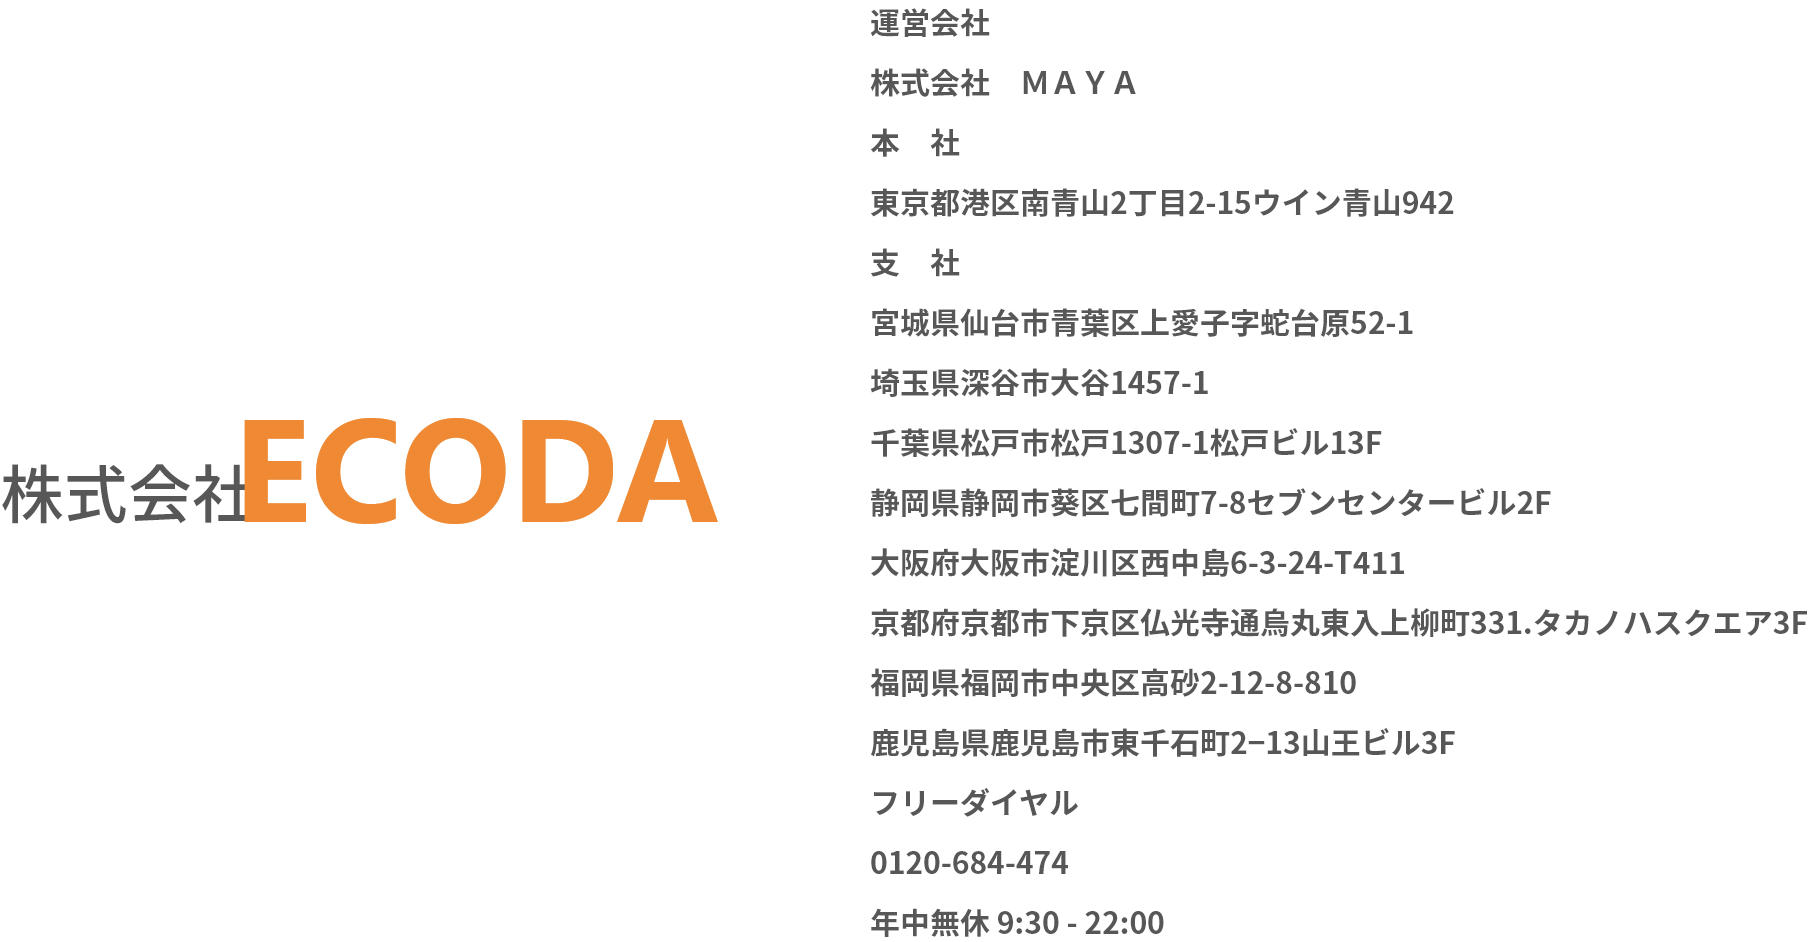 株式会社ECODA
運営会社
株式会社　ＭＡＹＡ
本　社
東京都港区南青山2丁目2-15ウイン青山942
支　社
宮城県仙台市青葉区上愛子字蛇台原52-1
埼玉県深谷市大谷1457-1
千葉県松戸市松戸1307-1松戸ビル13F
静岡県静岡市葵区七間町7-8セブンセンタービル2F
大阪府大阪市淀川区西中島6-3-24-T411
京都府京都市下京区仏光寺通烏丸東入上柳町331.タカノハスクエア3F
福岡県福岡市中央区高砂2-12-8-810
鹿児島県鹿児島市東千石町2−13山王ビル3F
フリーダイヤル
0120-684-474
年中無休 9:30 - 22:00